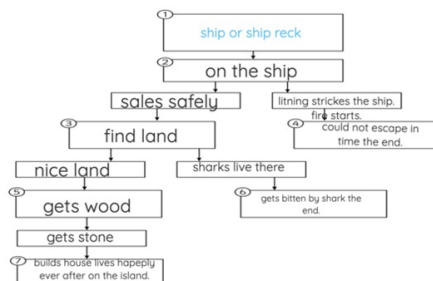 1
ship or ship reck
2
on the ship
sales safely
litning strickes the ship.
fire starts.
3
find land
4
could not escape in
time the end.
nice land
sharks live there
5
gets wood
6
gets bitten by shark the
end.
gets stone
7
builds house lives hapeply
ever after on the island.